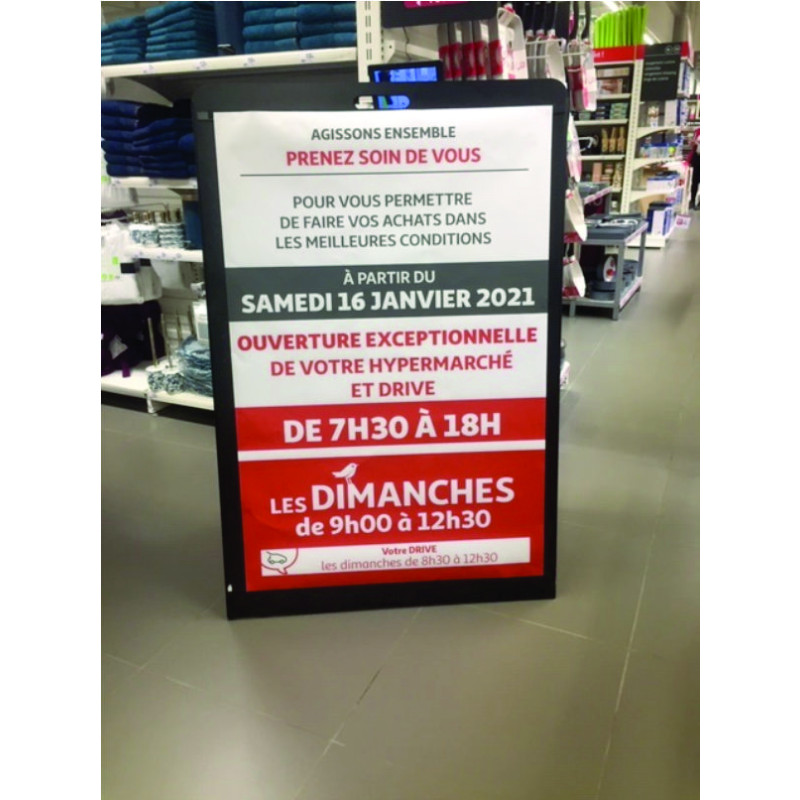 AGISSONS ENSEMBLE
PRENEZ SOIN DE VOUS
POUR VOUS PERMETTRE
DE FAIRE VOS ACHATS DANS
LES MEILLEURES CONDITIONS
À PARTIR DU
SAMEDI 16 JANVIER 2021
OUVERTURE EXCEPTIONNELLE
DE VOTRE HYPERMARCHÉ
ET DRIVE
DE 7H30 À 18H
LES DIMANCHES
de 9h00 à 12h30
Votre DRIVE
les dimanches de 8h30 à 12h30